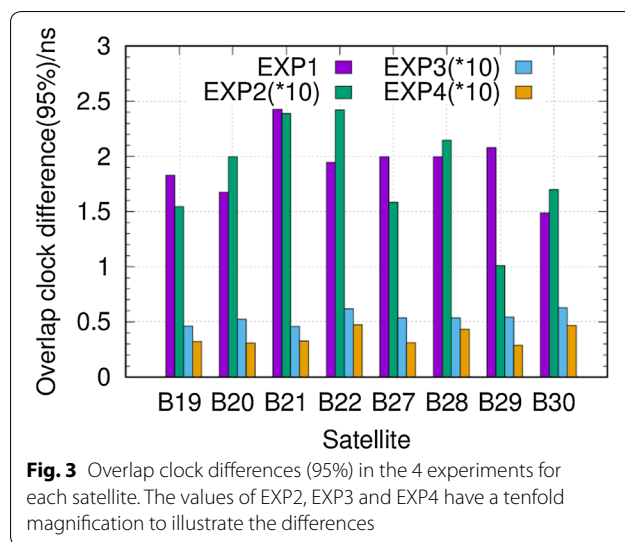 Overlap clock difference(95%)/ns
3
2.5
2
1.5
1
0.5
0
EXP1
EXP2(*10)
EXP3(*10)
EXP4(*10)
B19 B20 B21 B22 B27 B28 B29 B30
Satellite
Fig. 3 Overlap clock differences (95%) in the 4 experiments for
each satellite. The values of EXP2, EXP3 and EXP4 have a tenfold
magnification to illustrate the differences